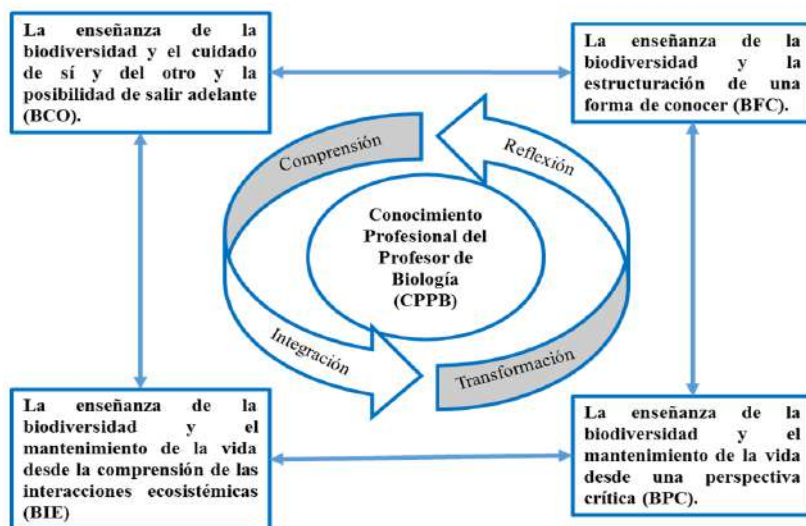 La enseñanza de la
biodiversidad y el cuidado
de sí y del otro y la
posibilidad de salir adelante
(BCO).
La enseñanza de la
biodiversidad y la
estructuración de una
forma de conocer (BFC).
Comprensión
Reflexión
Conocimiento
Profesional del
Profesor de
Biología
(CPPB)
Integración
Transformación
La enseñanza de la
biodiversidad y el
mantenimiento de la vida
desde la comprensión de las
interacciones ecosistémicas
(BIE)
La enseñanza de la
biodiversidad y el
mantenimiento de la vida
desde una perspectiva
crítica (BPC).